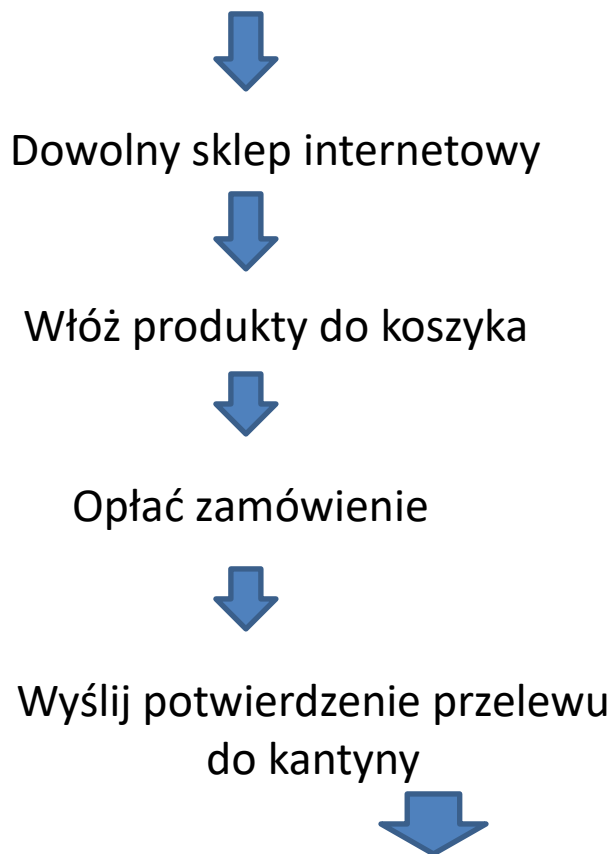 Dowolny sklep internetowy
Włóż produkty do koszyka
Opłać zamówienie
Wyślij potwierdzenie przelewu
do kantyny